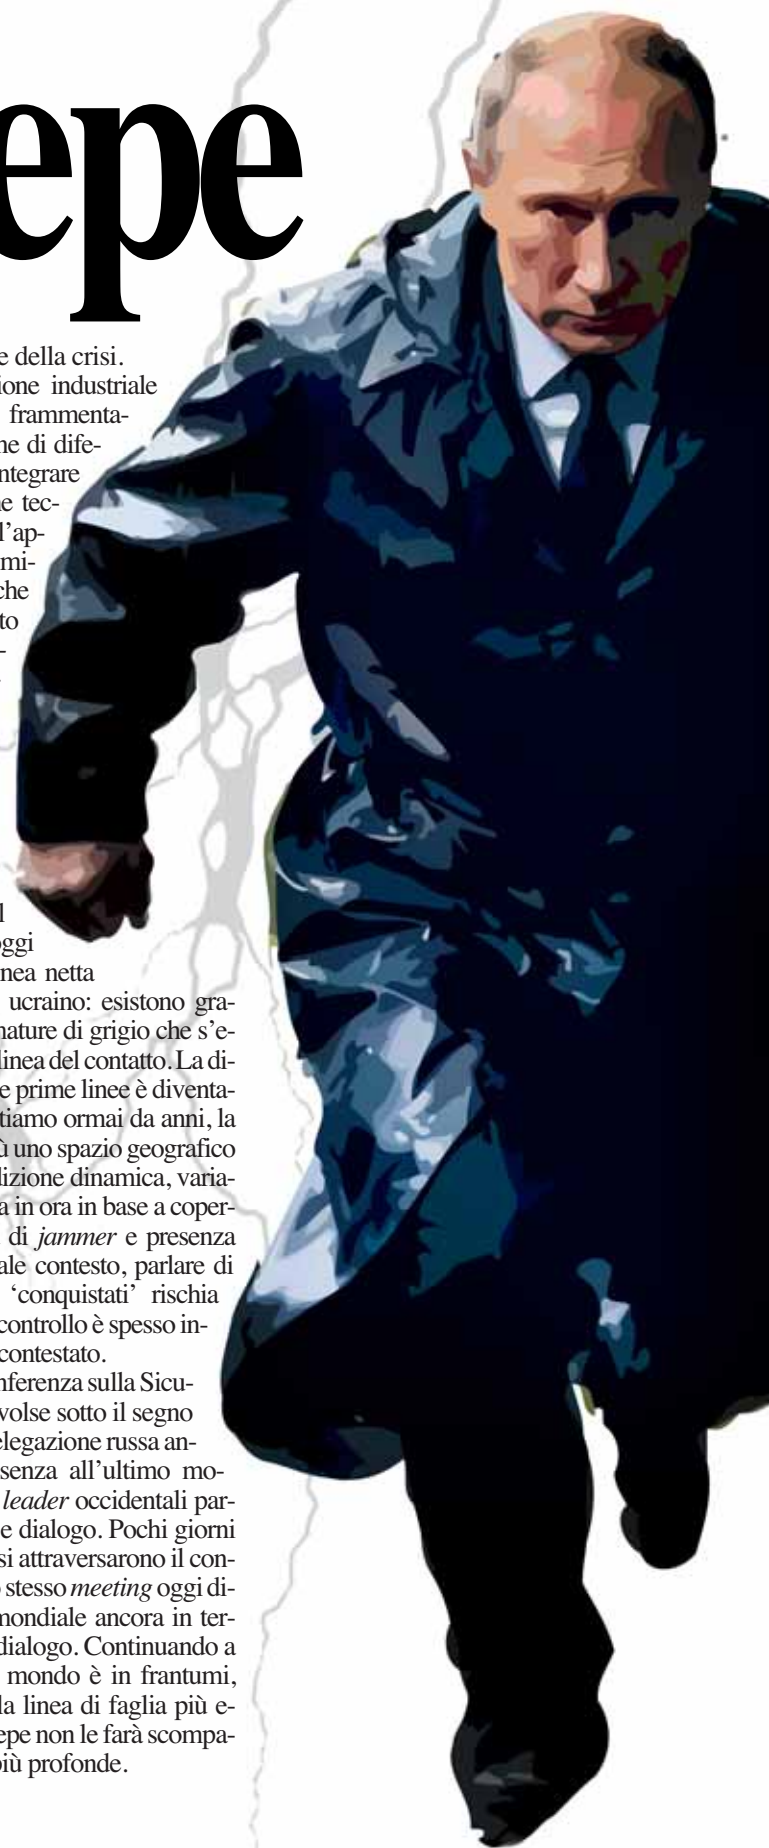 epe
e della crisi.
ione industriale
frammenta-
ne di dife-
ntegrare
e tec-
l'ap-
mi-
che
to
-
l
ggi
nea netta
ucraino: esistono gra-
nature di grigio che s'e-
linea del contatto. La di-
e prime linee è diventa-
tiamo ormai da anni, la
ù uno spazio geografico
dizione dinamica, varia-
a in ora in base a coper-
di jammer e presenza
ale contesto, parlare di
'conquistati' rischia
controllo è spesso in-
contestato.
nferenza sulla Sicu-
volse sotto il segno
elegazione russa an-
senza all'ultimo mo-
leader occidentali par-
e dialogo. Pochi giorni
si attraversarono il con-
stesso meeting oggi di-
mondiale ancora in ter-
dialogo. Continuando a
mondo è in frantumi,
la linea di faglia più e-
epe non le farà scompa-
più profonde.